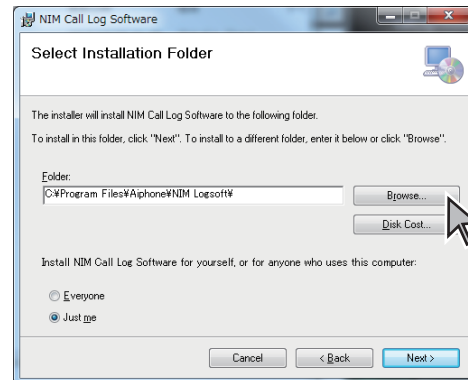 NIM Call Log Software
Select Installation Folder
The installer will install NIM Call Log Software to the following folder.
To install in this folder, click "Next". To install to a different folder, enter it below or click "Browse".
Folder:
C:¥Program Files¥Aiphone¥NIM Logsoft¥
Browse...
Disk Cost...
Install NIM Call Log Software for yourself, or for anyone who uses this computer:
Everyone
Just me
Cancel
< Back
Next >